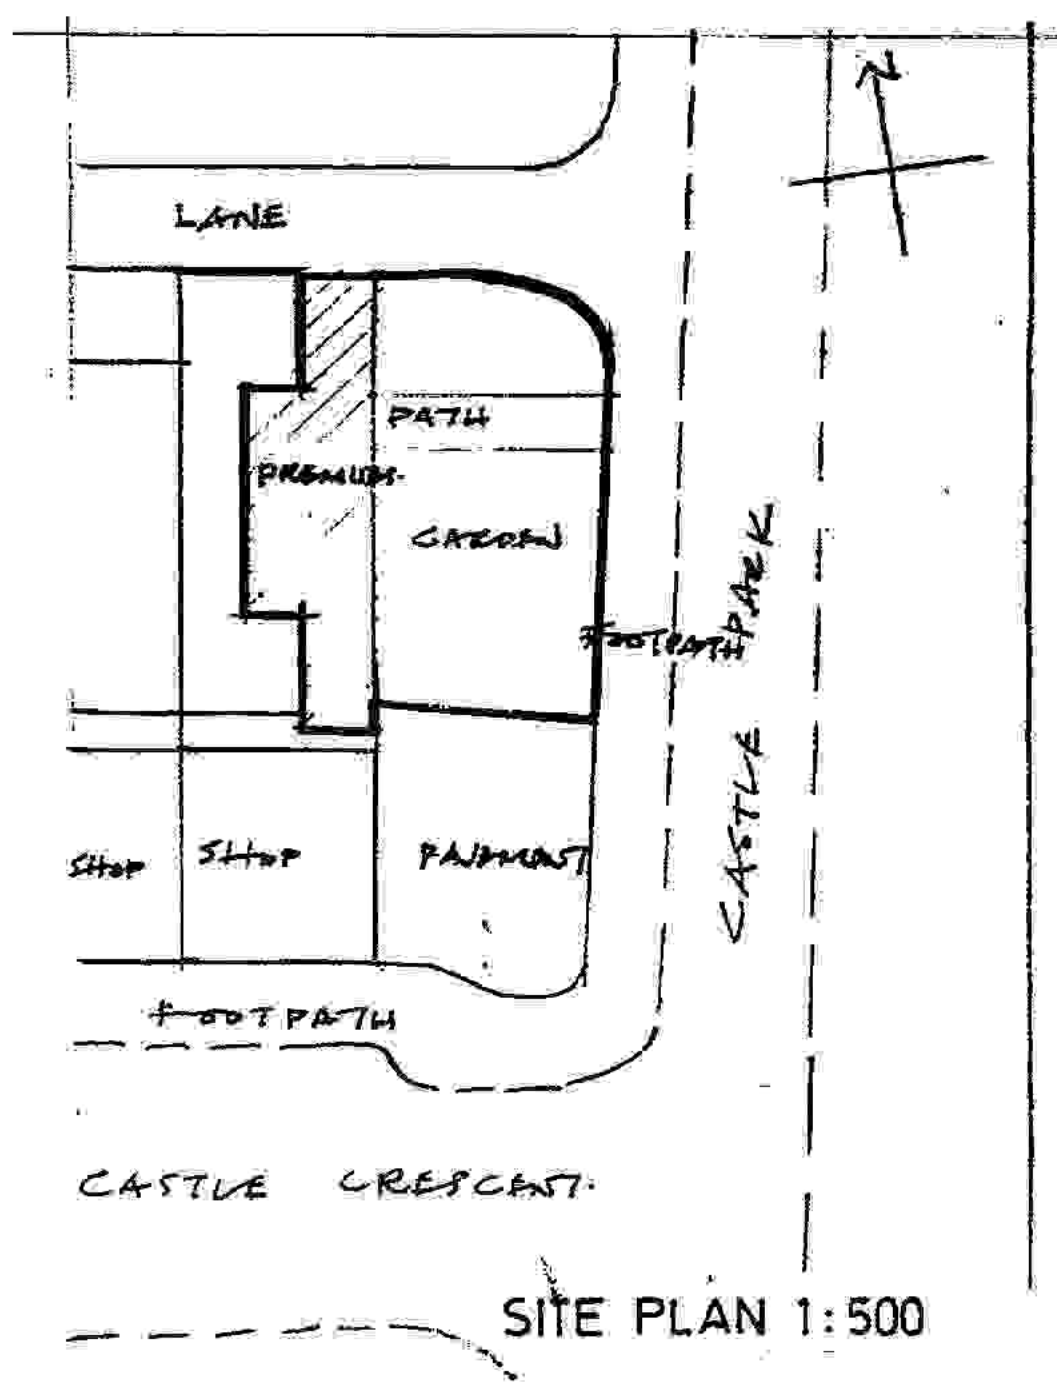 N
LANE
PATH
PREMISES.
GARDEN
FOOTPATH
CASTLE PARK
SHOP
SHOP
PAVEMENT
FOOTPATH
CASTLE CRESCENT.
SITE PLAN 1:500